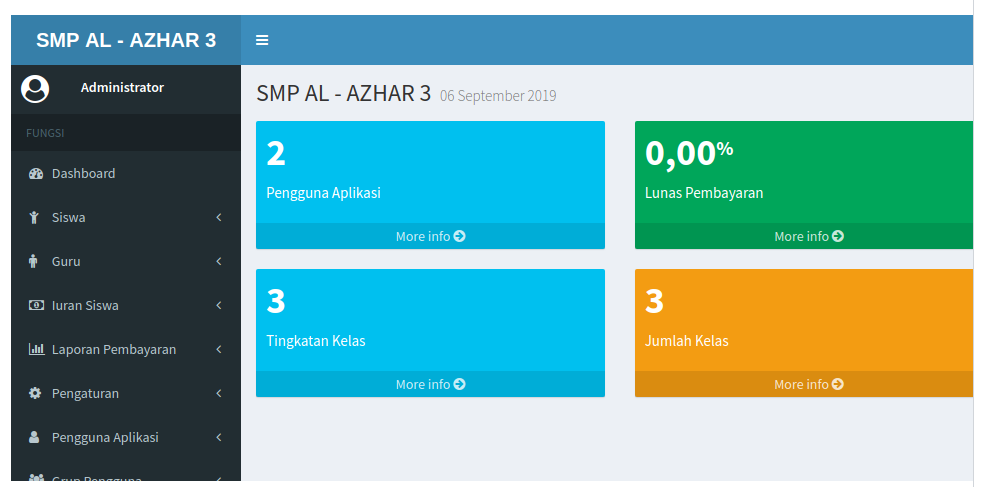 SMP AL - AZHAR 3
Administrator
FUNGSI
Dashboard
Siswa
Guru
Iuran Siswa
Laporan Pembayaran
Pengaturan
Pengguna Aplikasi
Grup Pengguna
SMP AL - AZHAR 3 06 September 2019
2
Pengguna Aplikasi
More info
0,00%
Lunas Pembayaran
More info
3
Tingkatan Kelas
More info
3
Jumlah Kelas
More info